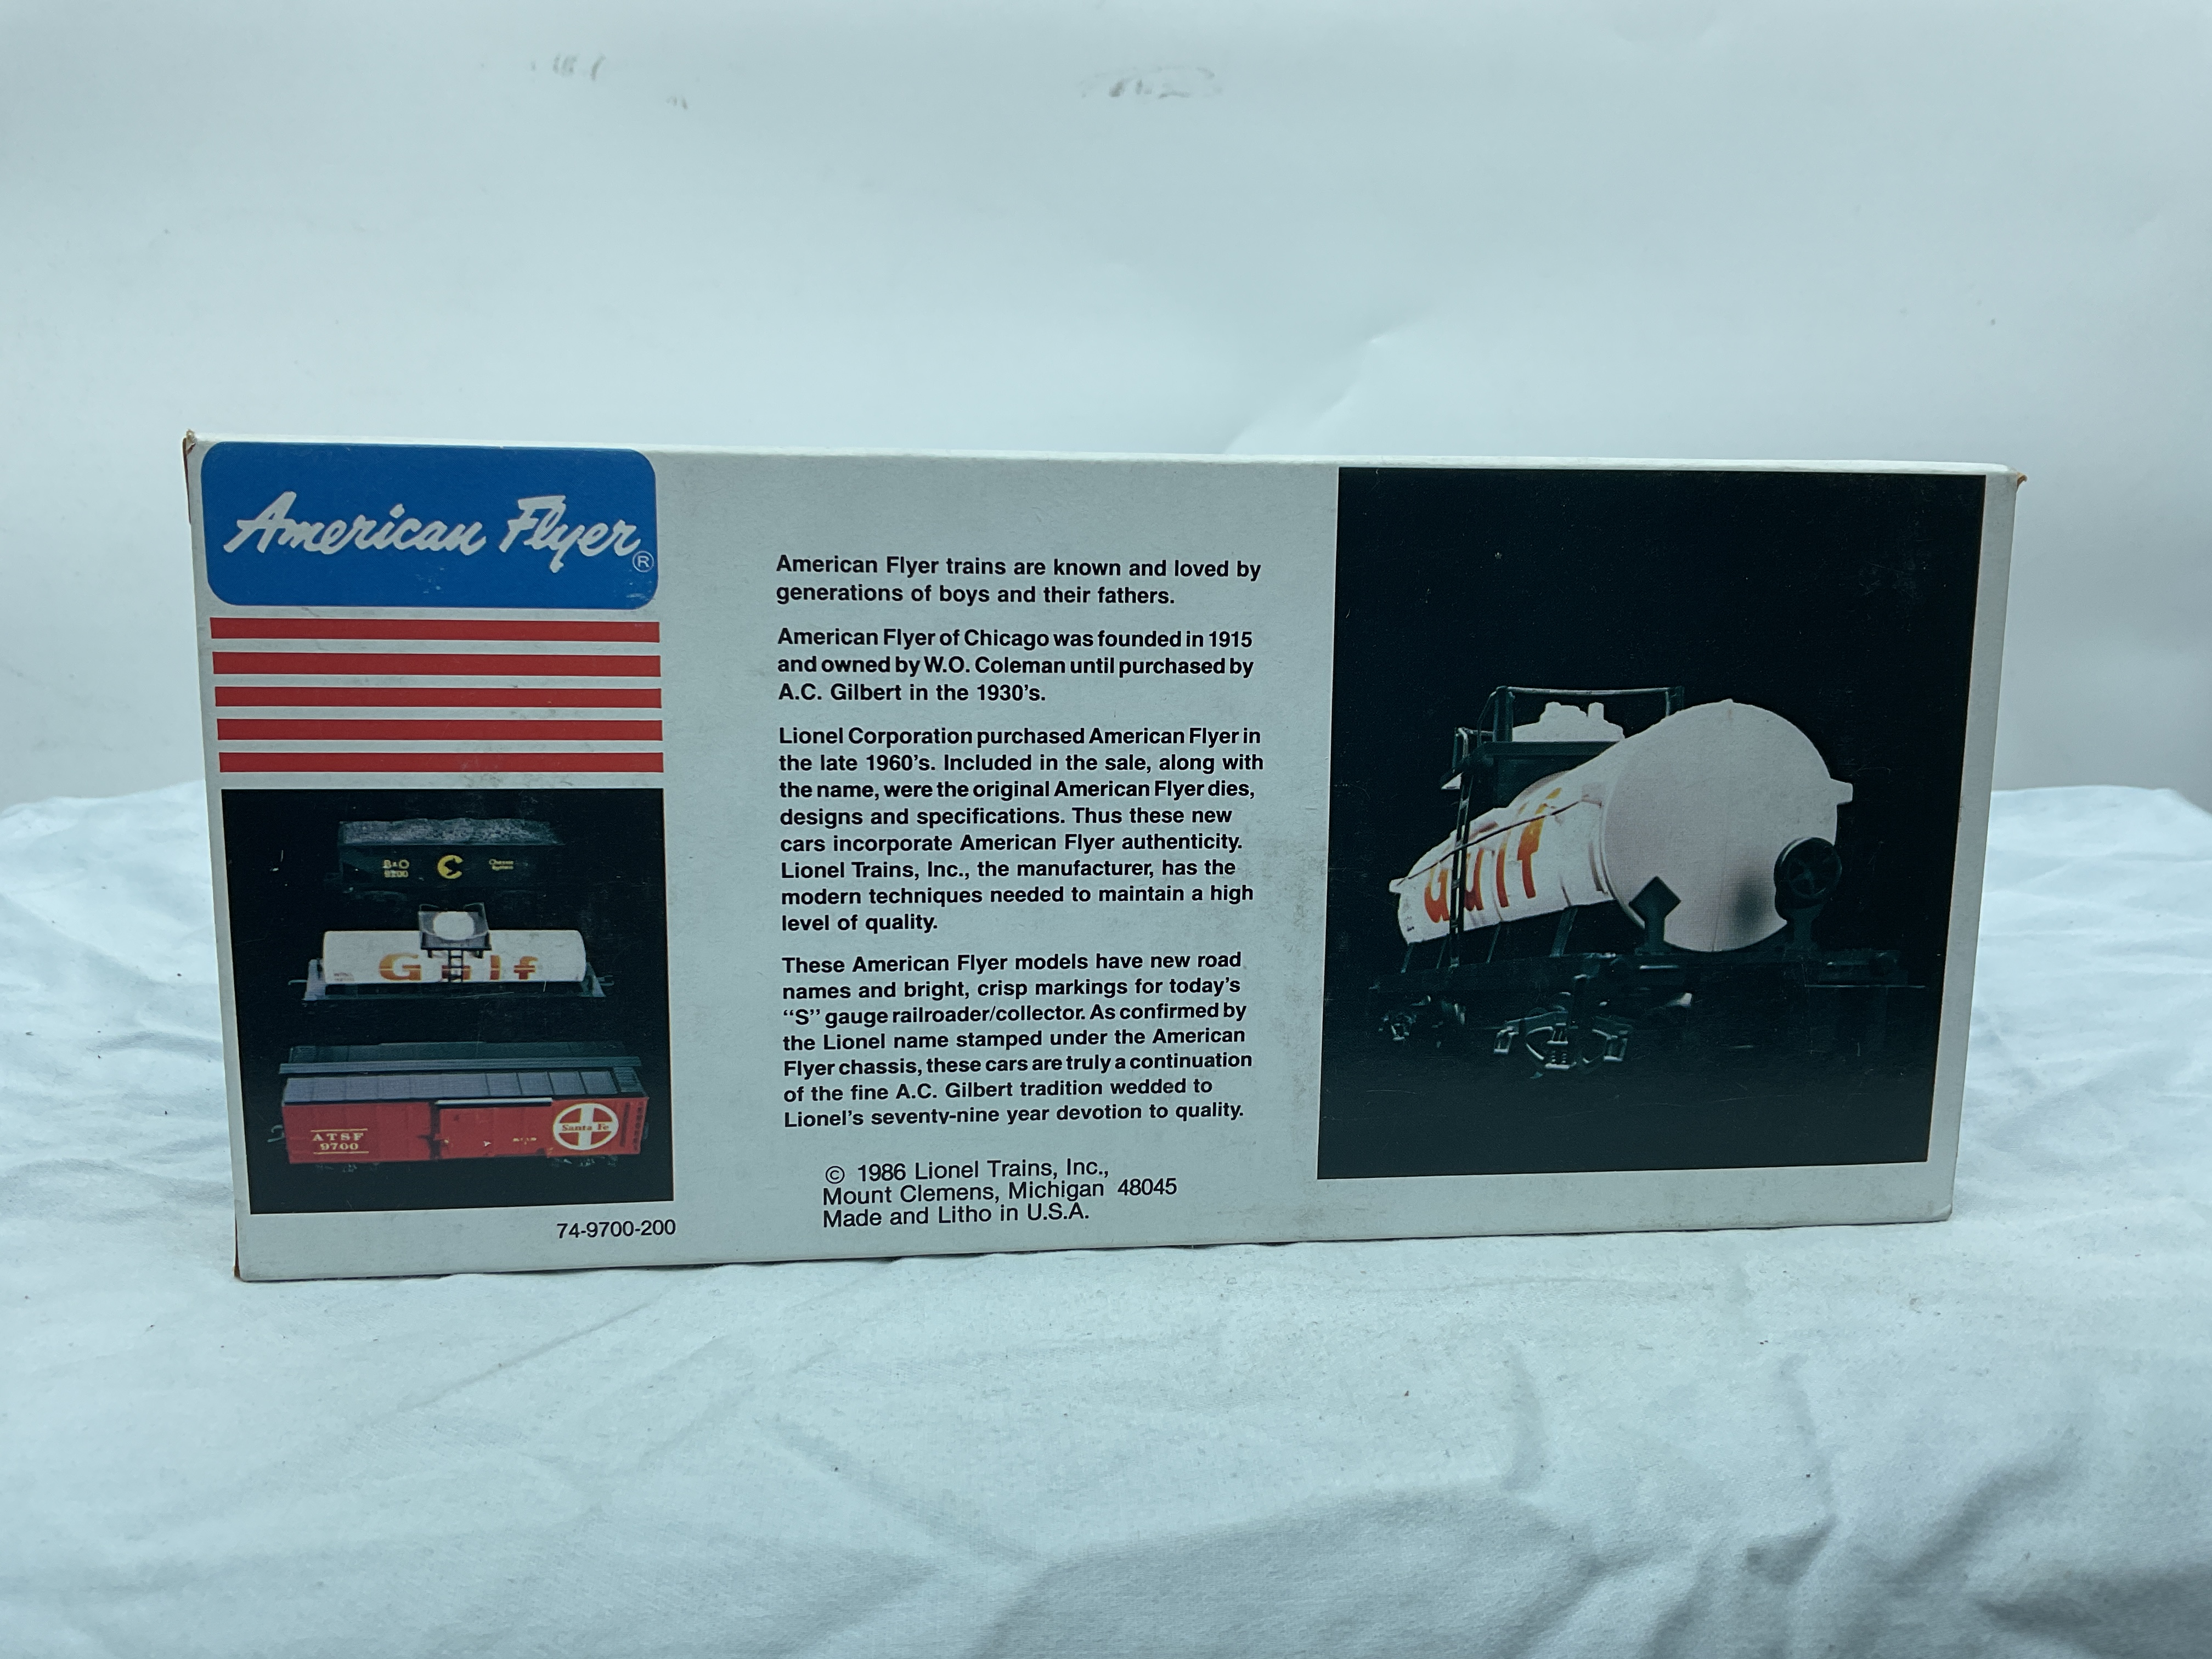 American Flyer®
American Flyer trains are known and loved by
generations of boys and their fathers.
American Flyer of Chicago was founded in 1915
and owned by W.O. Coleman until purchased by
A.C. Gilbert in the 1930's.
Lionel Corporation purchased American Flyer in
the late 1960's. Included in the sale, along with
the name, were the original American Flyer dies,
designs and specifications. Thus these new
cars incorporate American Flyer authenticity.
Lionel Trains, Inc., the manufacturer, has the
modern techniques needed to maintain a high
level of quality.
These American Flyer models have new road
names and bright, crisp markings for today's
“S” gauge railroader/collector. As confirmed by
the Lionel name stamped under the American
Flyer chassis, these cars are truly a continuation
of the fine A.C. Gilbert tradition wedded to
Lionel's seventy-nine year devotion to quality.
© 1986 Lionel Trains, Inc.,
Mount Clemens, Michigan 48045
Made and Litho in U.S.A.
B&O
9200
C
Chessie
System
Gulf
ATSF
9700
Santa Fe
74-9700-200
Gulf